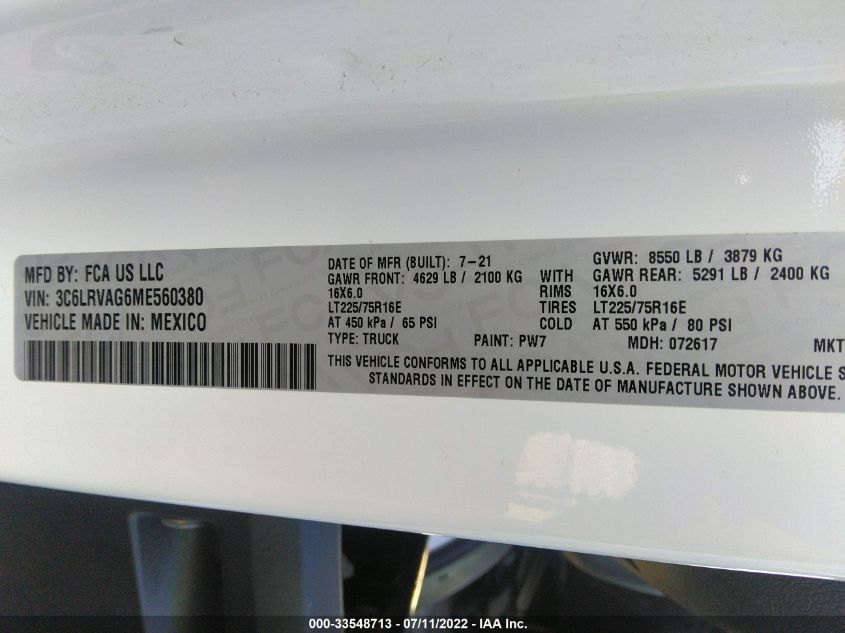 MFD BY: FCA US LLC
VIN: 3C6LRVAG6ME560380
VEHICLE MADE IN: MEXICO
DATE OF MFR (BUILT): 7-21 GVWR: 8550 LB / 3879 KG
GAWR FRONT: 4629 LB / 2100 KG WITH GAWR REAR: 5291 LB / 2400 KG
16X6.0 RIMS 16X6.0
LT225/75R16E TIRES LT225/75R16E
AT 450 kPa / 65 PSI COLD AT 550 kPa / 80 PSI
TYPE: TRUCK PAINT: PW7 MDH: 072617 MKT
THIS VEHICLE CONFORMS TO ALL APPLICABLE U.S.A. FEDERAL MOTOR VEHICLE S
STANDARDS IN EFFECT ON THE DATE OF MANUFACTURE SHOWN ABOVE.
000-33548713 - 07/11/2022 - IAA Inc.